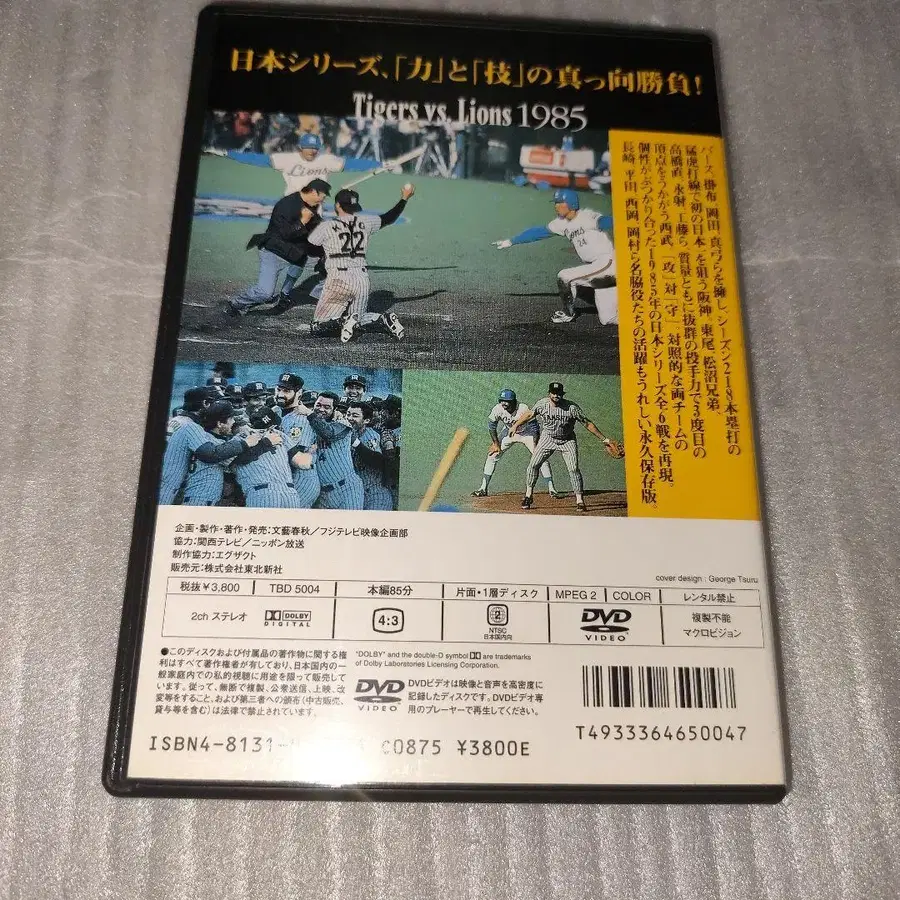 日本シリーズ、「力」と「技」の真っ向勝負!
Tigers vs. Lions 1985
バース、掛布、岡田、真弓らを擁し、シーズン218本塁打の
猛虎打線で初の日本一を狙う阪神。東尾、松沼兄弟、
高橋直、永射、工藤ら、質量ともに抜群の投手力で3度目の
頂点をうかがう西武。「攻」対「守」、対照的な両チームの
個性がぶつかり合った1985年の日本シリーズ全6戦を再現。
長崎、平田、西岡、岡村ら名脇役たちの活躍もうれしい永久保存版。
Lions
22
Lions
24
企画・製作・著作・発売:文藝春秋/フジテレビ映像企画部
協力:関西テレビ/ニッポン放送
制作協力:エグザクト
販売元:株式会社東北新社
cover design : George Tsuru
税抜¥3,800 TBD 5004 本編85分 片面・1層ディスク MPEG 2 COLOR レンタル禁止
2ch ステレオ DOLBY DIGITAL 4:3 2 NTSC 日本国内向 DVD VIDEO 複製不能 マクロビジョン
●このディスクおよび付属品の著作物に関する権
利はすべて著作権者が有しており、日本国内の一
般家庭内での私的視聴に用途を限って販売してい
ます。従って、無断で複製、公衆送信、上映、改
変等をすること、および第三者への頒布(中古販売、
貸与等を含む)は法律で禁止されています。
"DOLBY" and the double-D symbol are trademarks
of Dolby Laboratories Licensing Corporation.
DVD VIDEO
DVDビデオは映像と音声を高密度に
記録したディスクです。DVDビデオ専
用のプレーヤーで再生してください。
ISBN4-8131- C0875 ¥3800E
T4933364650047